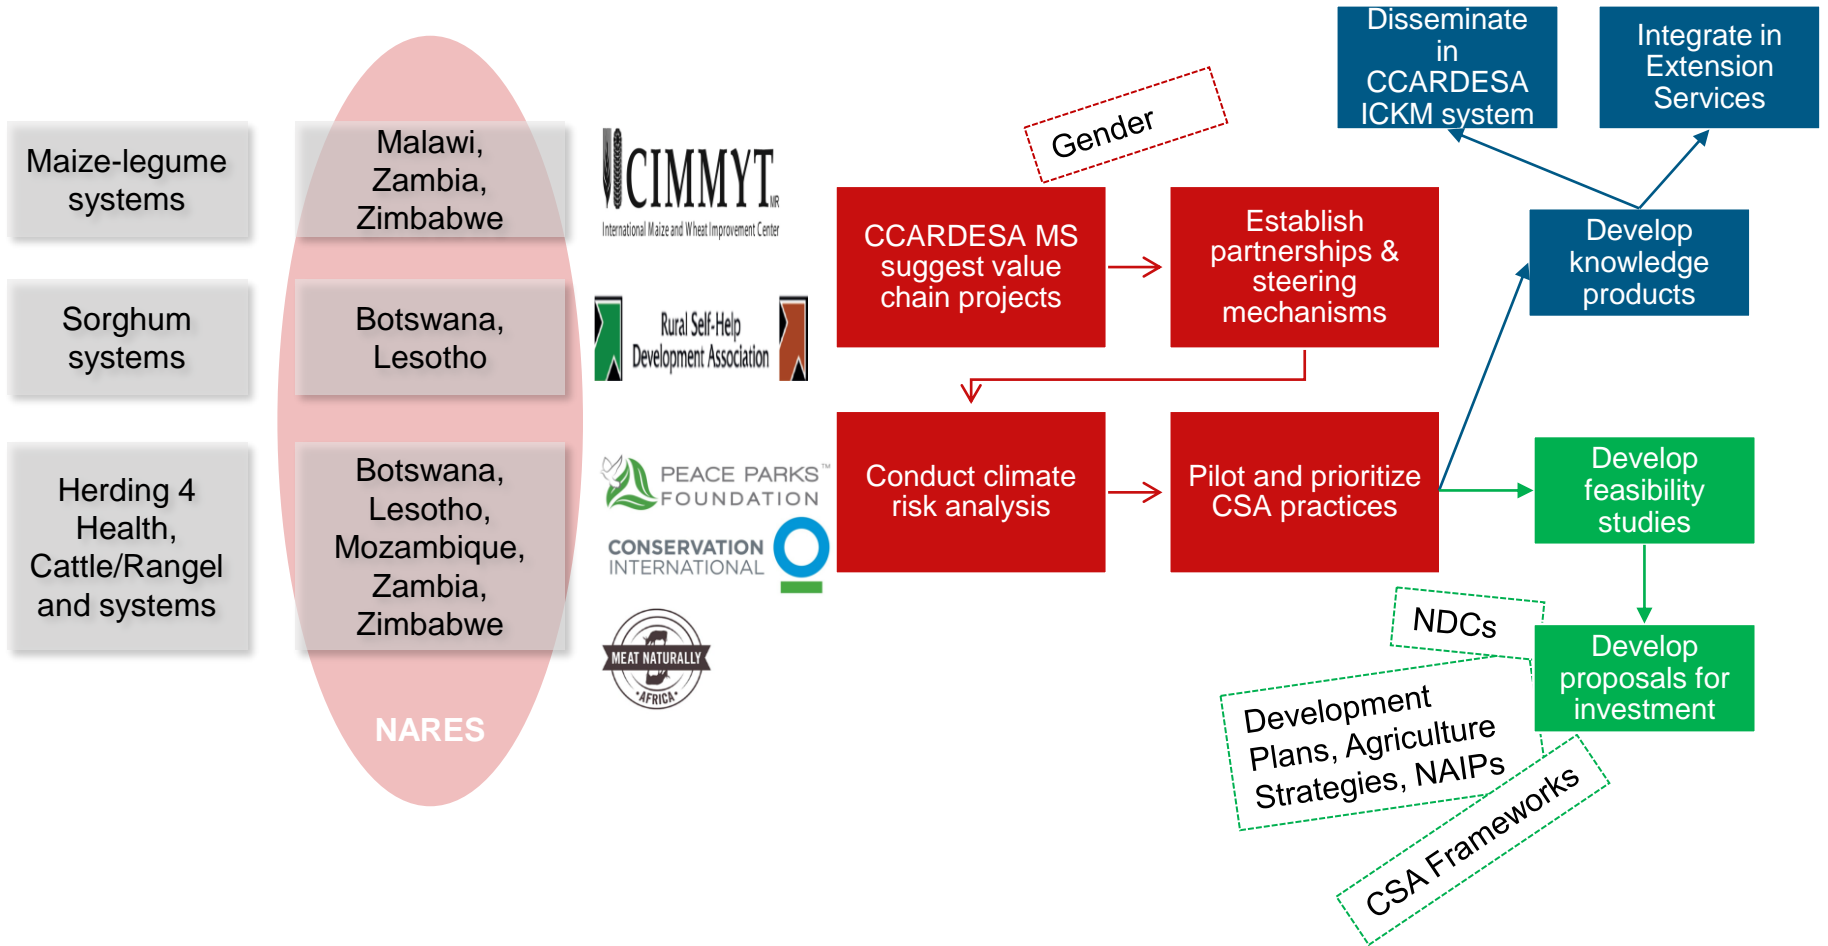 Maize-legume
systems
Malawi,
Zambia,
Zimbabwe
CIMMYT
MR
International Maize and Wheat Improvement Center
Sorghum
systems
Botswana,
Lesotho
Rural Self-Help
Development Association
Herding 4
Health,
Cattle/Rangel
and systems
Botswana,
Lesotho,
Mozambique,
Zambia,
Zimbabwe
PEACE PARKS™
FOUNDATION
CONSERVATION
INTERNATIONAL
MEAT NATURALLY
•AFRICA•
NARES
Gender
CCARDESA MS
suggest value
chain projects
Establish
partnerships &
steering
mechanisms
Conduct climate
risk analysis
Pilot and prioritize
CSA practices
Disseminate
in
CCARDESA
ICKM system
Integrate in
Extension
Services
Develop
knowledge
products
Develop
feasibility
studies
Develop
proposals for
investment
NDCs
Development
Plans, Agriculture
Strategies, NAIPs
CSA Frameworks